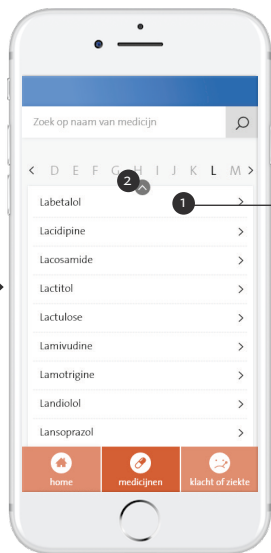 Zoek op naam van medicijn
< D E F G H I J K L M >
2
1
Labetalol
Lacidipine
Lacosamide
Lactitol
Lactulose
Lamivudine
Lamotrigine
Landiolol
Lansoprazol
home medicijnen klacht of ziekte